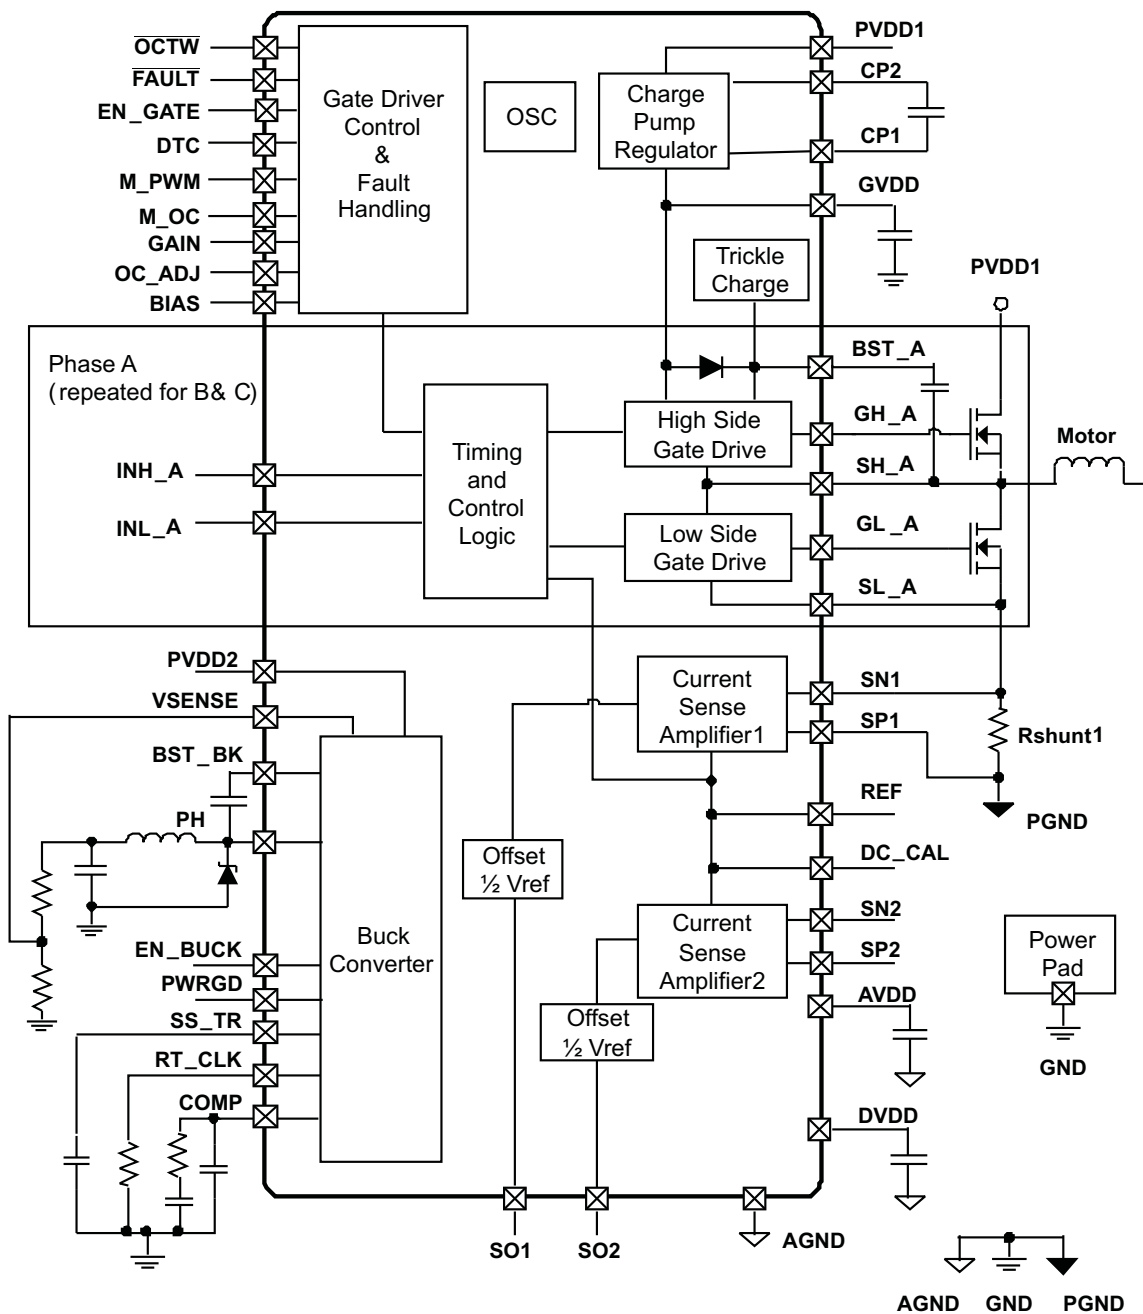 OCTW
FAULT
EN_GATE
DTC
M_PWM
M_OC
GAIN
OC_ADJ
BIAS
Gate Driver
Control
&
Fault
Handling
OSC
Charge
Pump
Regulator
PVDD1
CP2
CP1
GVDD
Trickle
Charge
PVDD1
Phase A
(repeated for B& C)
INH_A
INL_A
Timing
and
Control
Logic
High Side
Gate Drive
Low Side
Gate Drive
BST_A
GH_A
SH_A
GL_A
SL_A
Motor
PVDD2
VSENSE
BST_BK
PH
EN_BUCK
PWRGD
SS_TR
RT_CLK
COMP
Buck
Converter
Current
Sense
Amplifier1
Offset
½ Vref
Current
Sense
Amplifier2
Offset
½ Vref
SN1
SP1
Rshunt1
PGND
REF
DC_CAL
SN2
SP2
AVDD
DVDD
Power
Pad
GND
SO1
SO2
AGND
AGND
GND
PGND